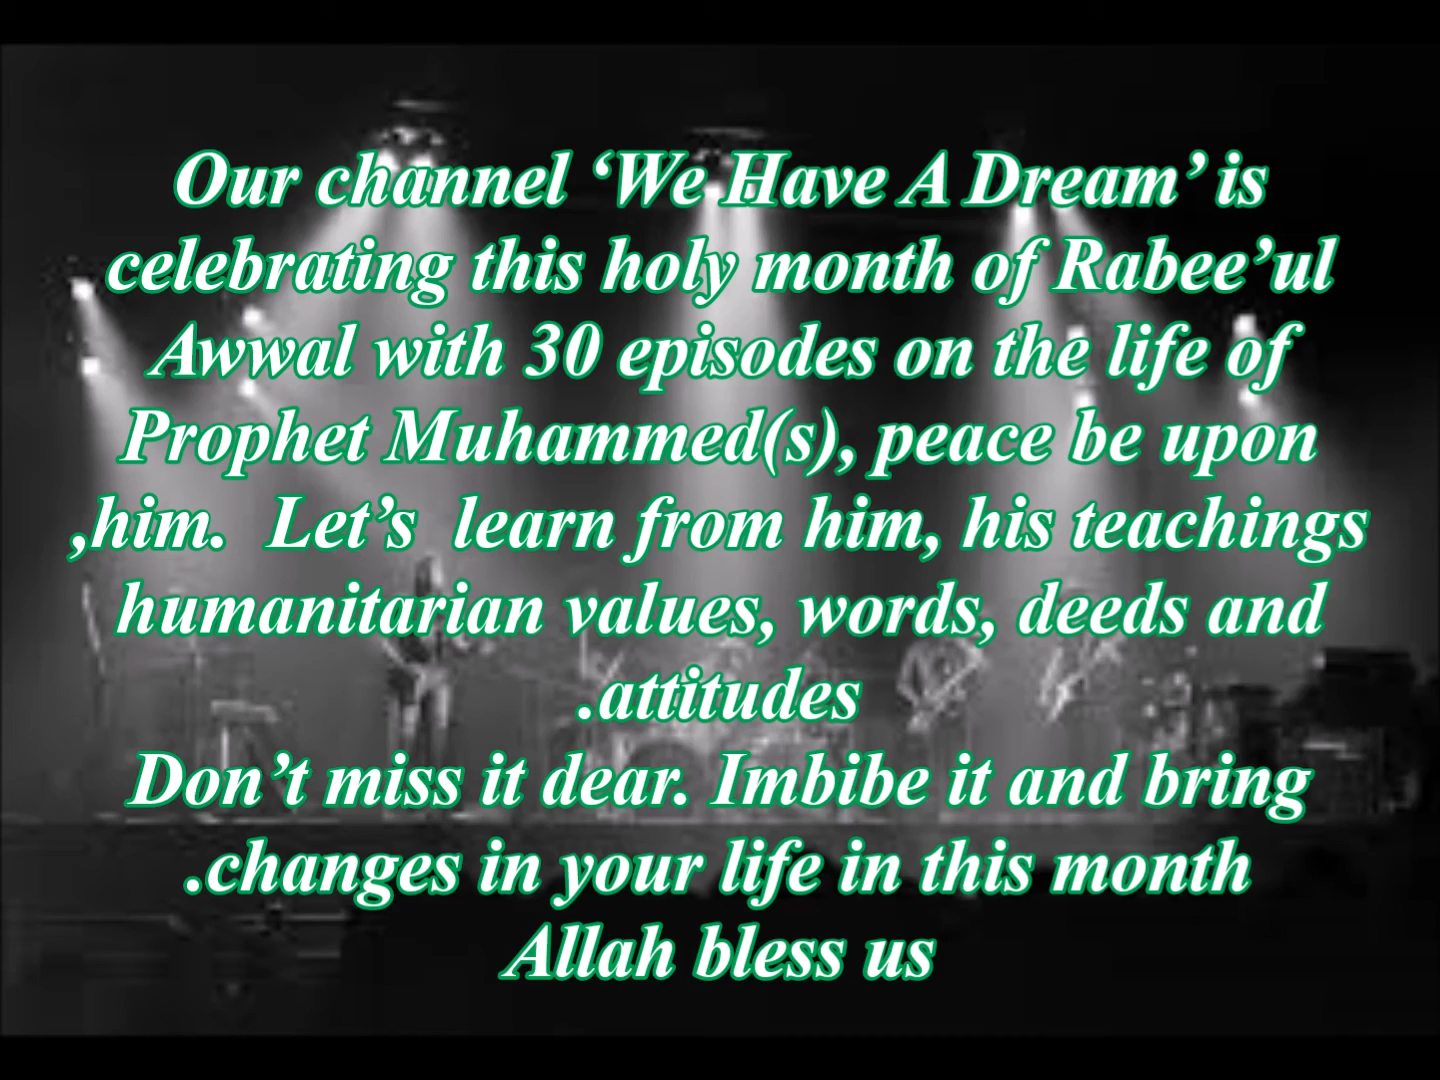 Our channel ‘We Have A Dream’ is
celebrating this holy month of Rabee’ul
Awwal with 30 episodes on the life of
Prophet Muhammed(s), peace be upon
,him.  Let’s  learn from him, his teachings
humanitarian values, words, deeds and
.attitudes
Don’t miss it dear. Imbibe it and bring
.changes in your life in this month
Allah bless us